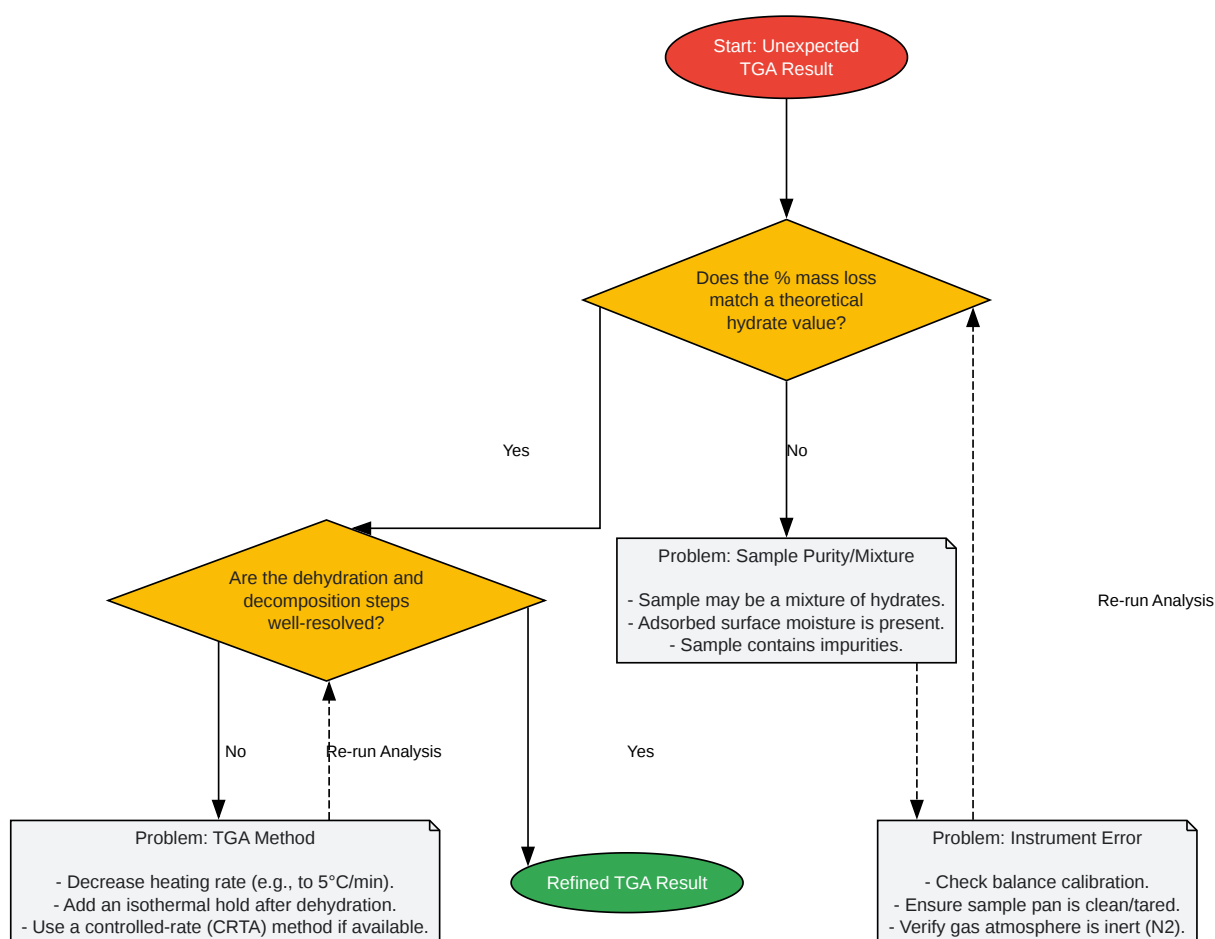 Start: Unexpected
TGA Result
Does the % mass loss
match a theoretical
hydrate value?
Yes
No
Are the dehydration and
decomposition steps
well-resolved?
Problem: Sample Purity/Mixture
- Sample may be a mixture of hydrates.
- Adsorbed surface moisture is present.
- Sample contains impurities.
Re-run Analysis
No
Re-run Analysis
Yes
Problem: TGA Method
- Decrease heating rate (e.g., to 5°C/min).
- Add an isothermal hold after dehydration.
- Use a controlled-rate (CRTA) method if available.
Refined TGA Result
Problem: Instrument Error
- Check balance calibration.
- Ensure sample pan is clean/tared.
- Verify gas atmosphere is inert (N2).